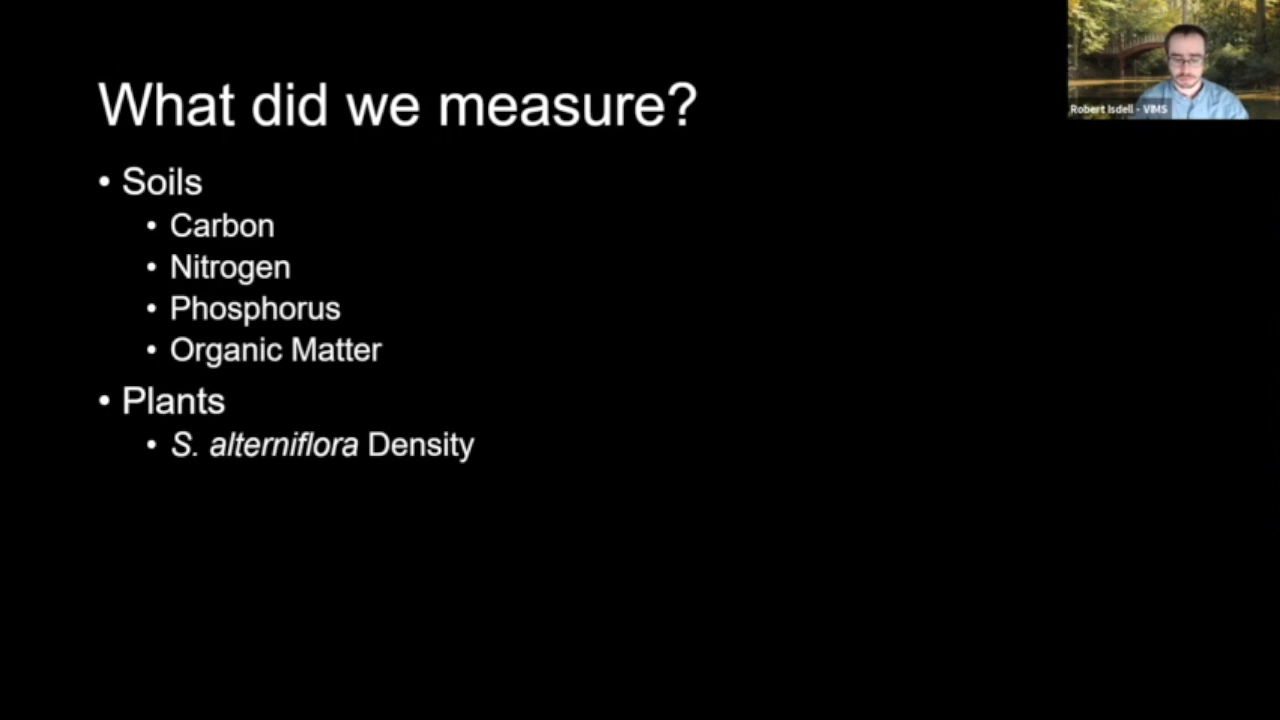 What did we measure?
• Soils
• Carbon
• Nitrogen
• Phosphorus
• Organic Matter
• Plants
• S. alterniflora Density
Robert Isdell - VIMS